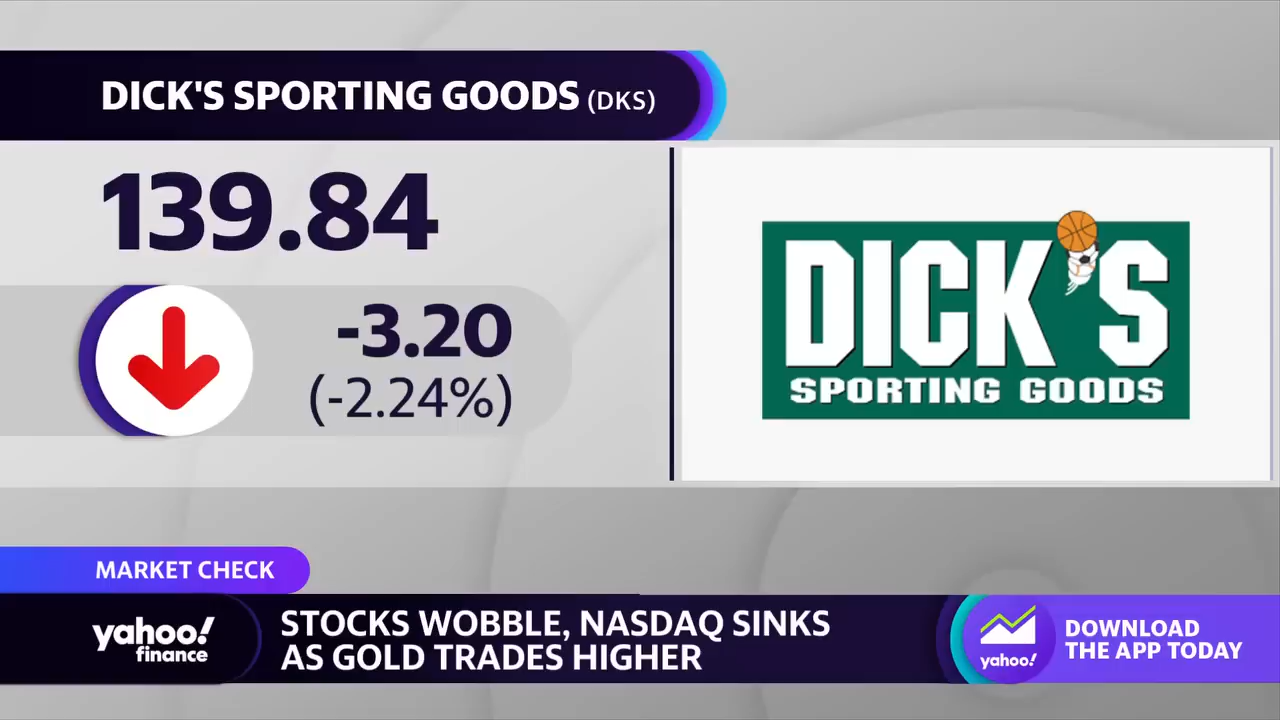 DICK'S SPORTING GOODS (DKS)
139.84
-3.20
(-2.24%)
DICK'S
SPORTING GOODS
MARKET CHECK
yahoo!
finance
STOCKS WOBBLE, NASDAQ SINKS
AS GOLD TRADES HIGHER
yahoo!
DOWNLOAD
THE APP TODAY